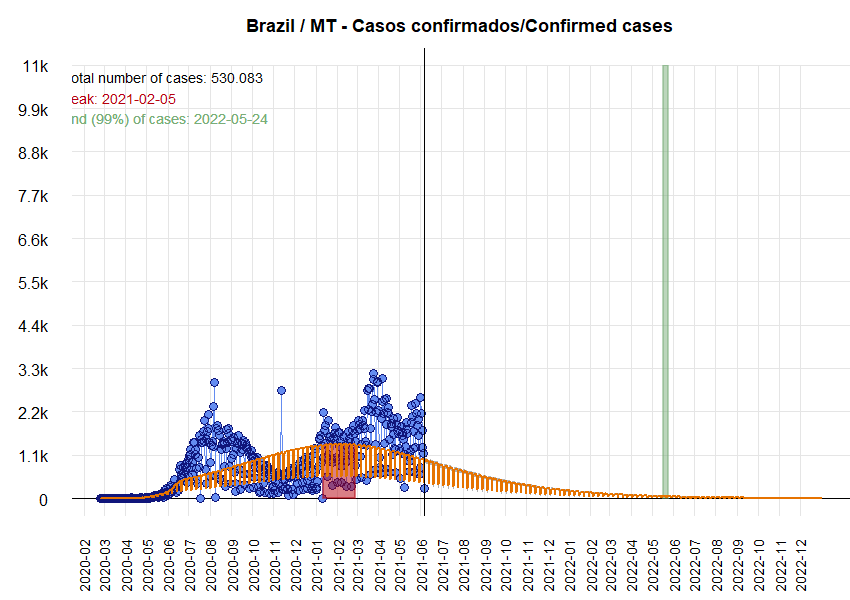 Brazil / MT - Casos confirmados/Confirmed cases
11k
9.9k
8.8k
7.7k
6.6k
5.5k
4.4k
3.3k
2.2k
1.1k
0
otal number of cases: 530.083
eak: 2021-02-05
nd (99%) of cases: 2022-05-24
2020-02
2020-03
2020-04
2020-05
2020-06
2020-07
2020-08
2020-09
2020-10
2020-11
2020-12
2021-01
2021-02
2021-03
2021-04
2021-05
2021-06
2021-07
2021-08
2021-09
2021-10
2021-11
2021-12
2022-01
2022-02
2022-03
2022-04
2022-05
2022-06
2022-07
2022-08
2022-09
2022-10
2022-11
2022-12